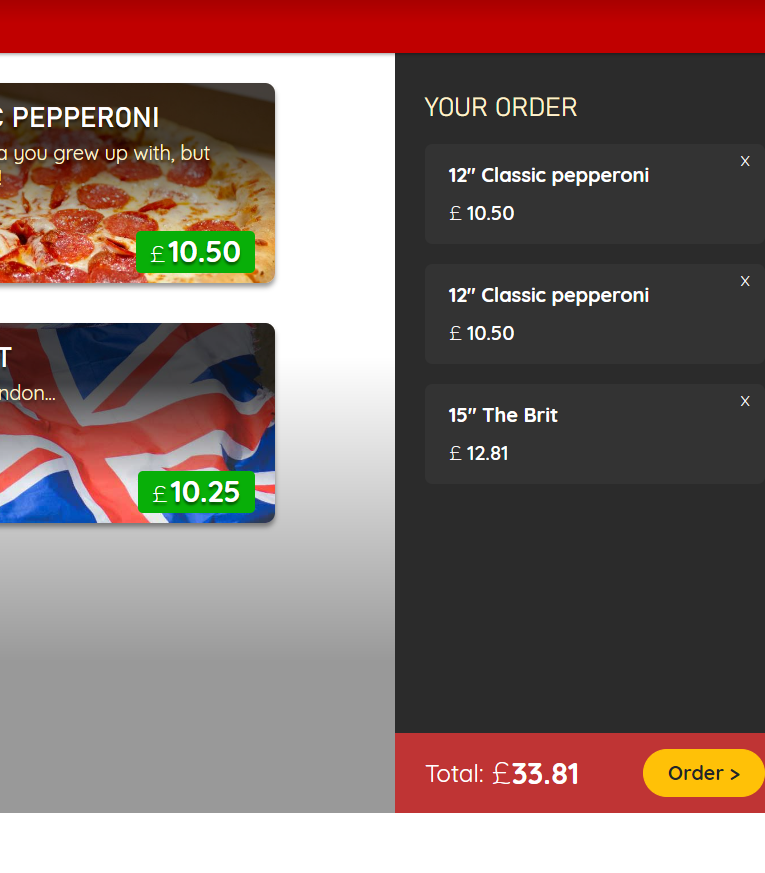 PEPPERONI
you grew up with, but
!
£ 10.50
T
ndon...
£ 10.25
YOUR ORDER
12" Classic pepperoni
x
£ 10.50
12" Classic pepperoni
x
£ 10.50
15" The Brit
x
£ 12.81
Total: £33.81
Order >